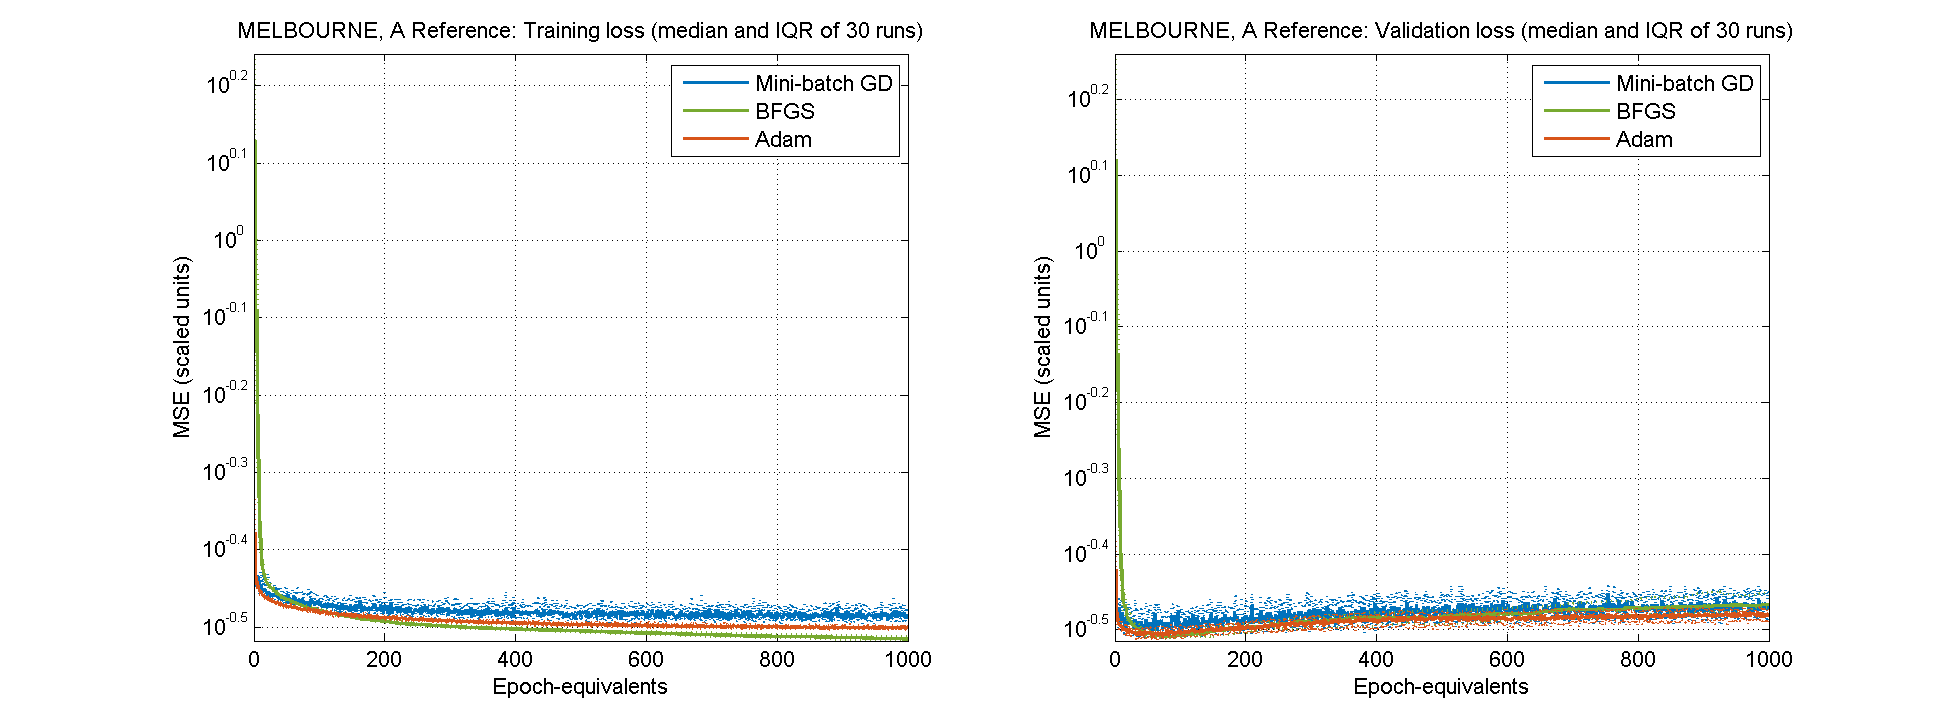 MELBOURNE, A Reference: Training loss (median and IQR of 30 runs)
Mini-batch GD
BFGS
Adam
10^0.2
10^0.1
10^0
10^-0.1
10^-0.2
10^-0.3
10^-0.4
10^-0.5
MSE (scaled units)
0 200 400 600 800 1000
Epoch-equivalents
MELBOURNE, A Reference: Validation loss (median and IQR of 30 runs)
Mini-batch GD
BFGS
Adam
10^0.2
10^0.1
10^0
10^-0.1
10^-0.2
10^-0.3
10^-0.4
10^-0.5
MSE (scaled units)
0 200 400 600 800 1000
Epoch-equivalents